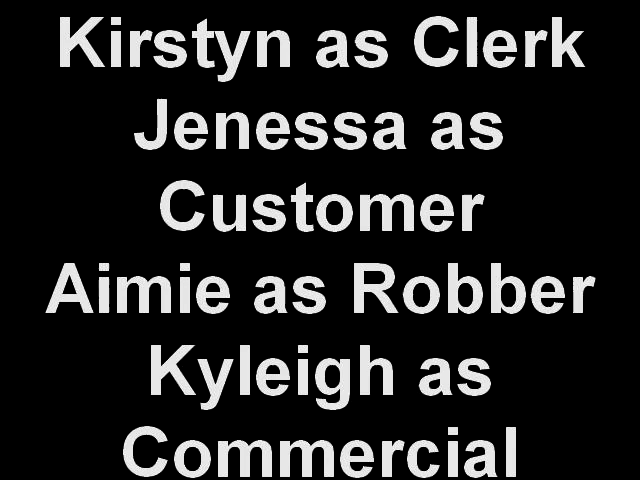 Kirstyn as Clerk
Jenessa as
Customer
Aimie as Robber
Kyleigh as
Commercial